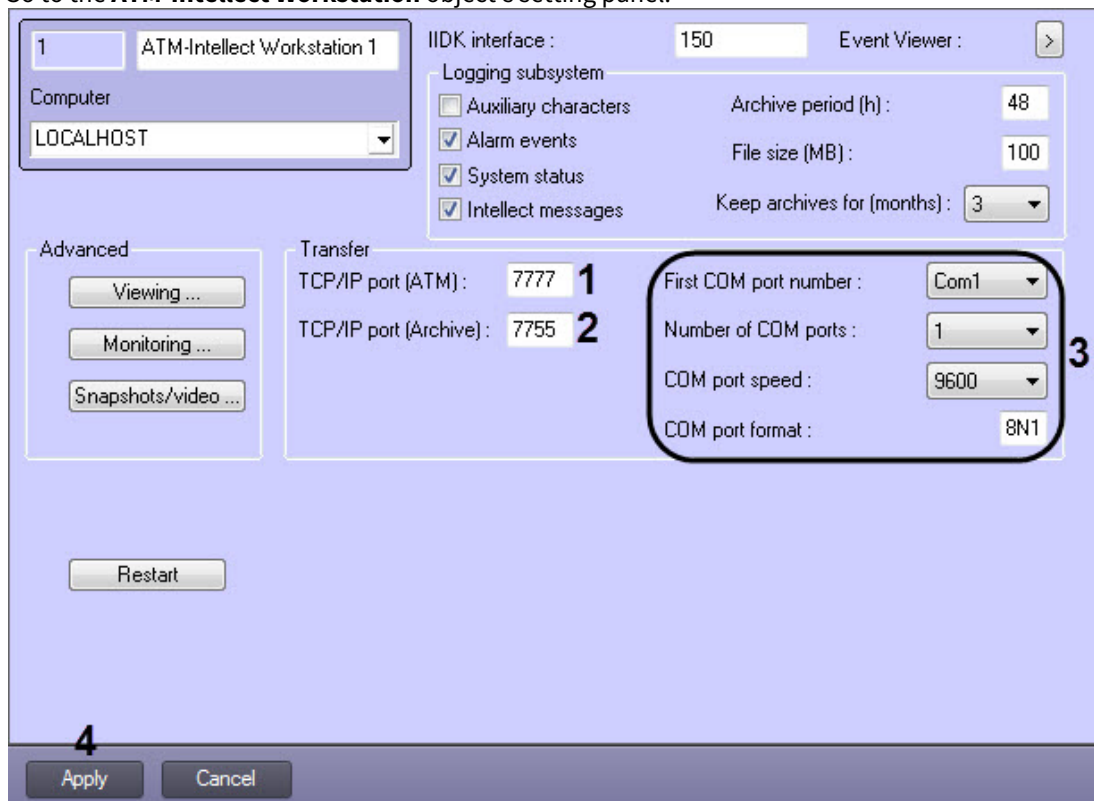 Go to the ATM-Intellect Workstation object's setting panel.
1 ATM-Intellect Workstation 1
Computer
LOCALHOST
IIDK interface : 150 Event Viewer : >
Logging subsystem
Auxiliary characters Archive period (h) : 48
Alarm events File size (MB) : 100
System status
Intellect messages Keep archives for (months) : 3
Advanced
Viewing ...
Monitoring ...
Snapshots/video ...
Transfer
TCP/IP port (ATM) : 7777 1
TCP/IP port (Archive) : 7755 2
First COM port number : Com1
Number of COM ports : 1
3
COM port speed : 9600
COM port format : 8N1
Restart
4
Apply Cancel